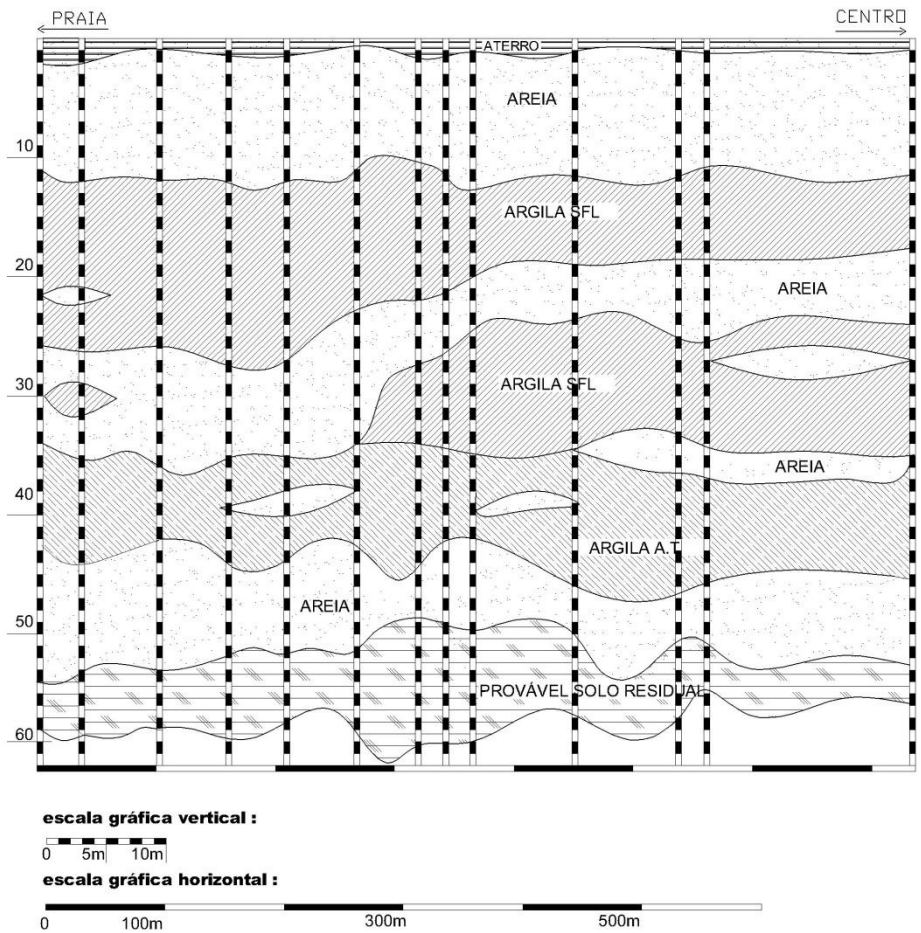 PRAIA
CENTRO
ATERRO
AREIA
10
ARGILA SFL
20
AREIA
30
ARGILA SFL
AREIA
40
ARGILA A.T
AREIA
50
PROVÁVEL SOLO RESIDUAL
60
escala gráfica vertical :
0 5m 10m
escala gráfica horizontal :
0 100m 300m 500m